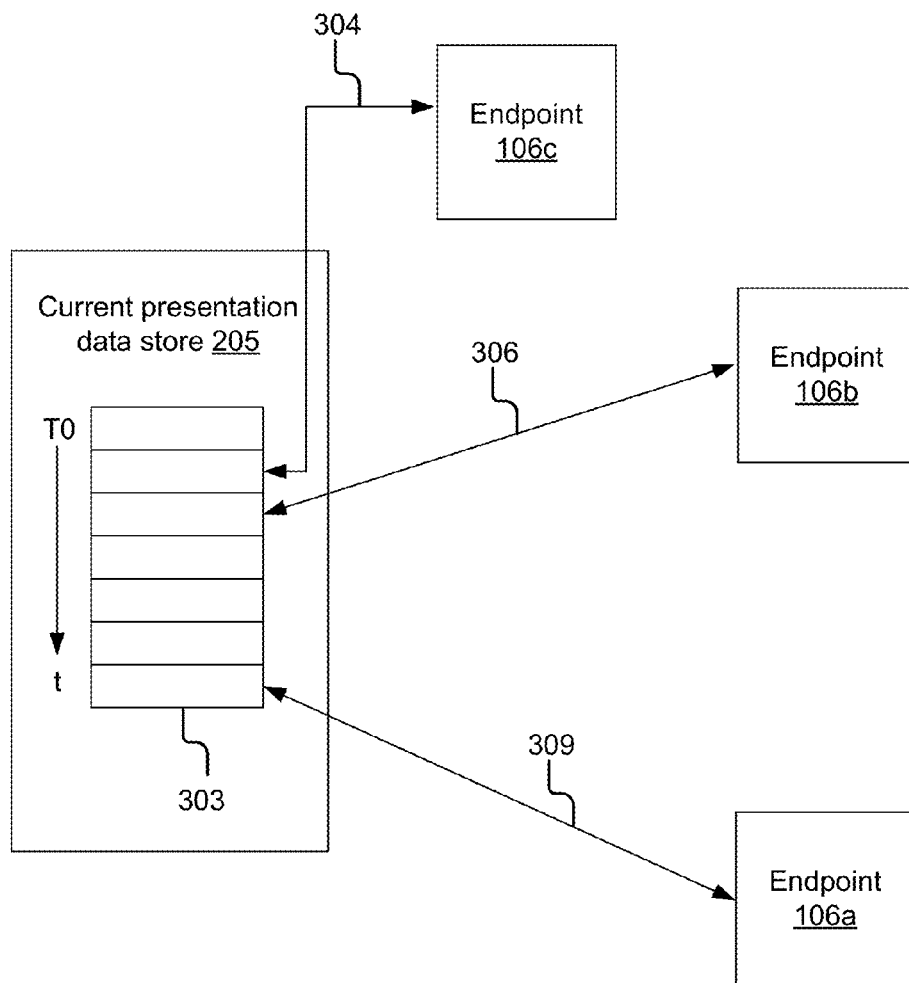 304
Endpoint
106c
Current presentation
data store 205
306
Endpoint
106b
T0
t
303
309
Endpoint
106a